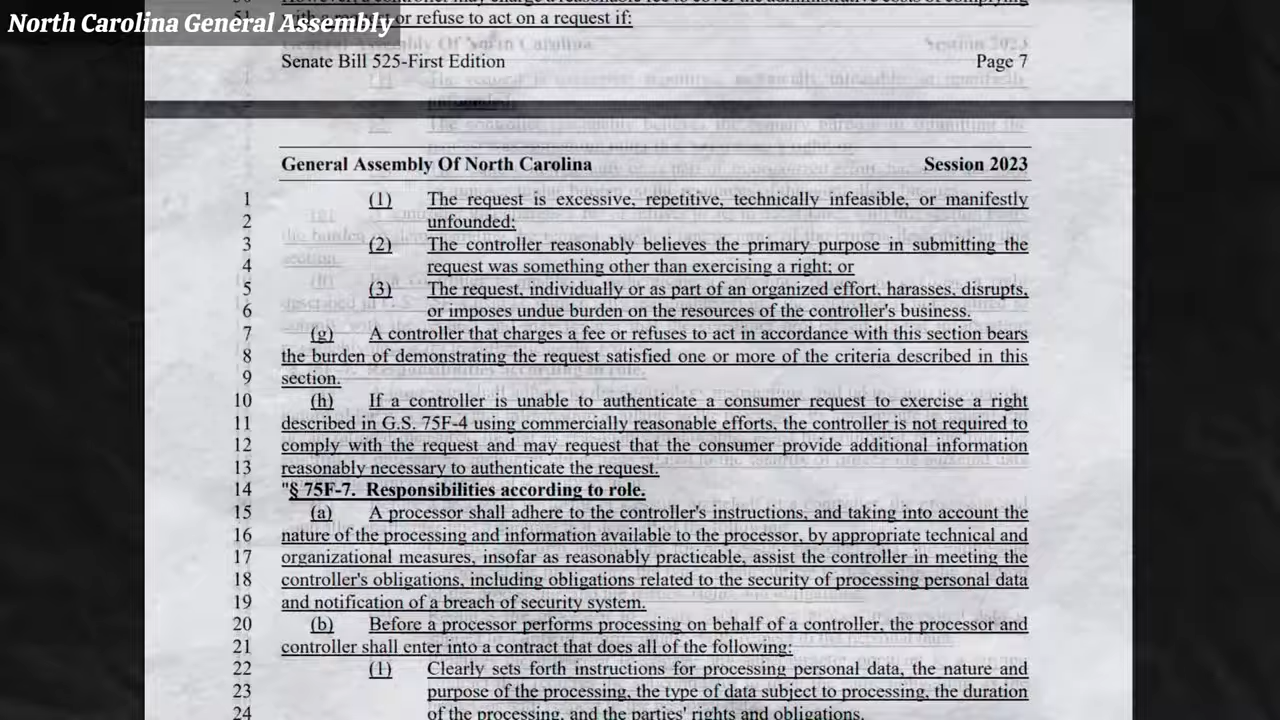 North Carolina General Assembly
51 or refuse to act on a request if:
Senate Bill 525-First Edition Page 7
General Assembly Of North Carolina Session 2023
1 (1) The request is excessive, repetitive, technically infeasible, or manifestly
2 unfounded;
3 (2) The controller reasonably believes the primary purpose in submitting the
4 request was something other than exercising a right; or
5 (3) The request, individually or as part of an organized effort, harasses, disrupts,
6 or imposes undue burden on the resources of the controller's business.
7 (g) A controller that charges a fee or refuses to act in accordance with this section bears
8 the burden of demonstrating the request satisfied one or more of the criteria described in this
9 section.
10 (h) If a controller is unable to authenticate a consumer request to exercise a right
11 described in G.S. 75F-4 using commercially reasonable efforts, the controller is not required to
12 comply with the request and may request that the consumer provide additional information
13 reasonably necessary to authenticate the request.
14 "§ 75F-7. Responsibilities according to role.
15 (a) A processor shall adhere to the controller's instructions, and taking into account the
16 nature of the processing and information available to the processor, by appropriate technical and
17 organizational measures, insofar as reasonably practicable, assist the controller in meeting the
18 controller's obligations, including obligations related to the security of processing personal data
19 and notification of a breach of security system.
20 (b) Before a processor performs processing on behalf of a controller, the processor and
21 controller shall enter into a contract that does all of the following:
22 (1) Clearly sets forth instructions for processing personal data, the nature and
23 purpose of the processing, the type of data subject to processing, the duration
24 of the processing, and the parties' rights and obligations.